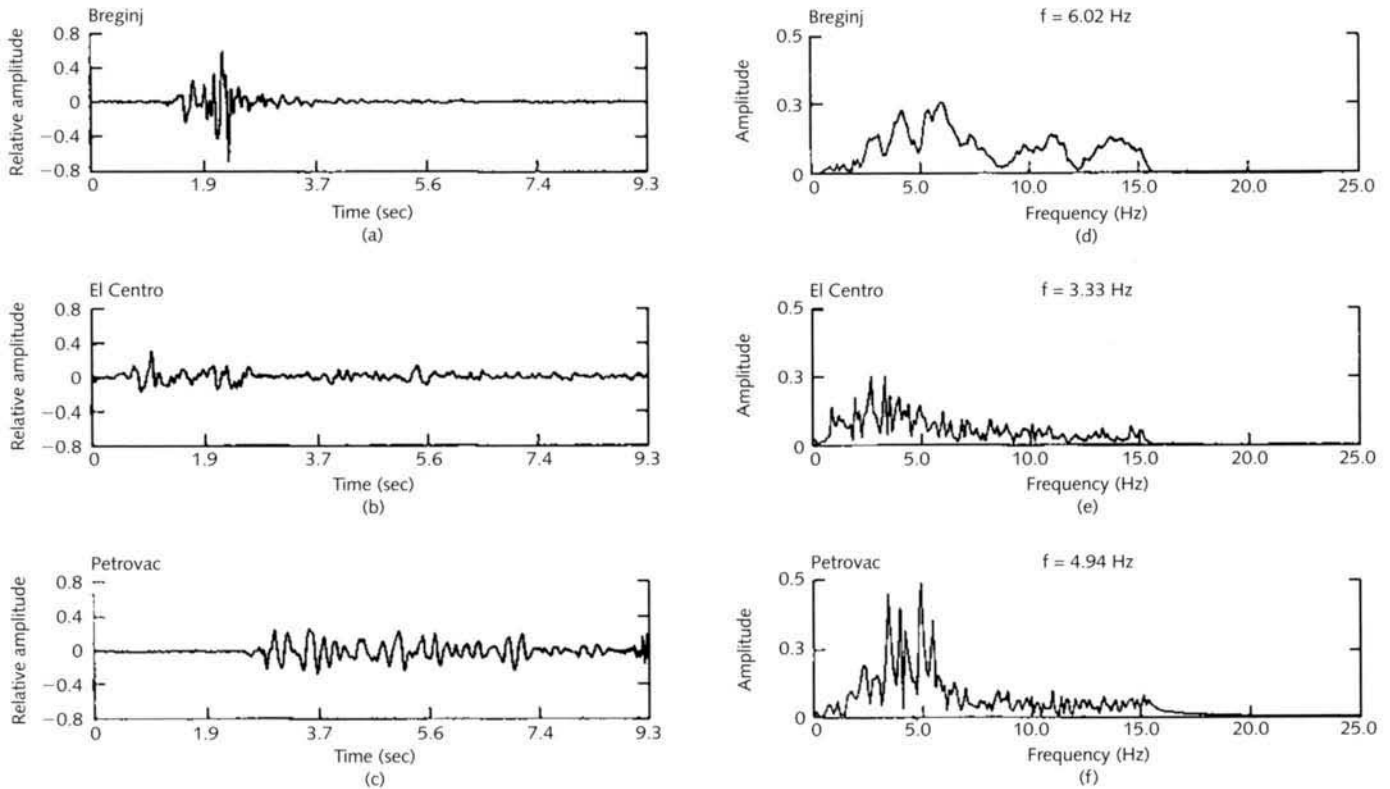 Breginj
Relative amplitude
0.8
0.4
0
−0.4
−0.8
0 1.9 3.7 5.6 7.4 9.3
Time (sec)
(a)
Breginj f = 6.02 Hz
Amplitude
0.5
0.3
0
5.0 10.0 15.0 20.0 25.0
Frequency (Hz)
(d)
El Centro
Relative amplitude
0.8
0.4
0
−0.4
−0.8
0 1.9 3.7 5.6 7.4 9.3
Time (sec)
(b)
El Centro f = 3.33 Hz
Amplitude
0.5
0.3
0
0 5.0 10.0 15.0 20.0 25.0
Frequency (Hz)
(e)
Petrovac
Relative amplitude
0.8
0.4
0
−0.4
−0.8
0 1.9 3.7 5.6 7.4 9.3
Time (sec)
(c)
Petrovac f = 4.94 Hz
Amplitude
0.5
0.3
0
0 5.0 10.0 15.0 20.0 25.0
Frequency (Hz)
(f)